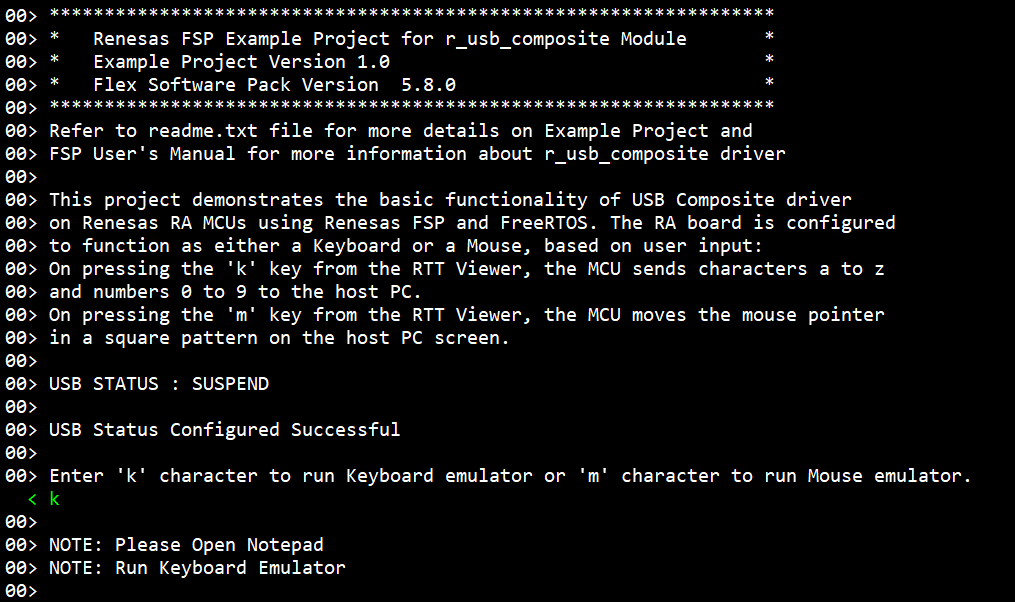 00> ******************************************************************
00> *   Renesas FSP Example Project for r_usb_composite Module       *
00> *   Example Project Version 1.0                                  *
00> *   Flex Software Pack Version  5.8.0                            *
00> ******************************************************************
00> Refer to readme.txt file for more details on Example Project and
00> FSP User's Manual for more information about r_usb_composite driver
00>
00> This project demonstrates the basic functionality of USB Composite driver
00> on Renesas RA MCUs using Renesas FSP and FreeRTOS. The RA board is configured
00> to function as either a Keyboard or a Mouse, based on user input:
00> On pressing the 'k' key from the RTT Viewer, the MCU sends characters a to z
00> and numbers 0 to 9 to the host PC.
00> On pressing the 'm' key from the RTT Viewer, the MCU moves the mouse pointer
00> in a square pattern on the host PC screen.
00>
00> USB STATUS : SUSPEND
00>
00> USB Status Configured Successful
00>
00> Enter 'k' character to run Keyboard emulator or 'm' character to run Mouse emulator.
  < k
00>
00> NOTE: Please Open Notepad
00> NOTE: Run Keyboard Emulator
00>